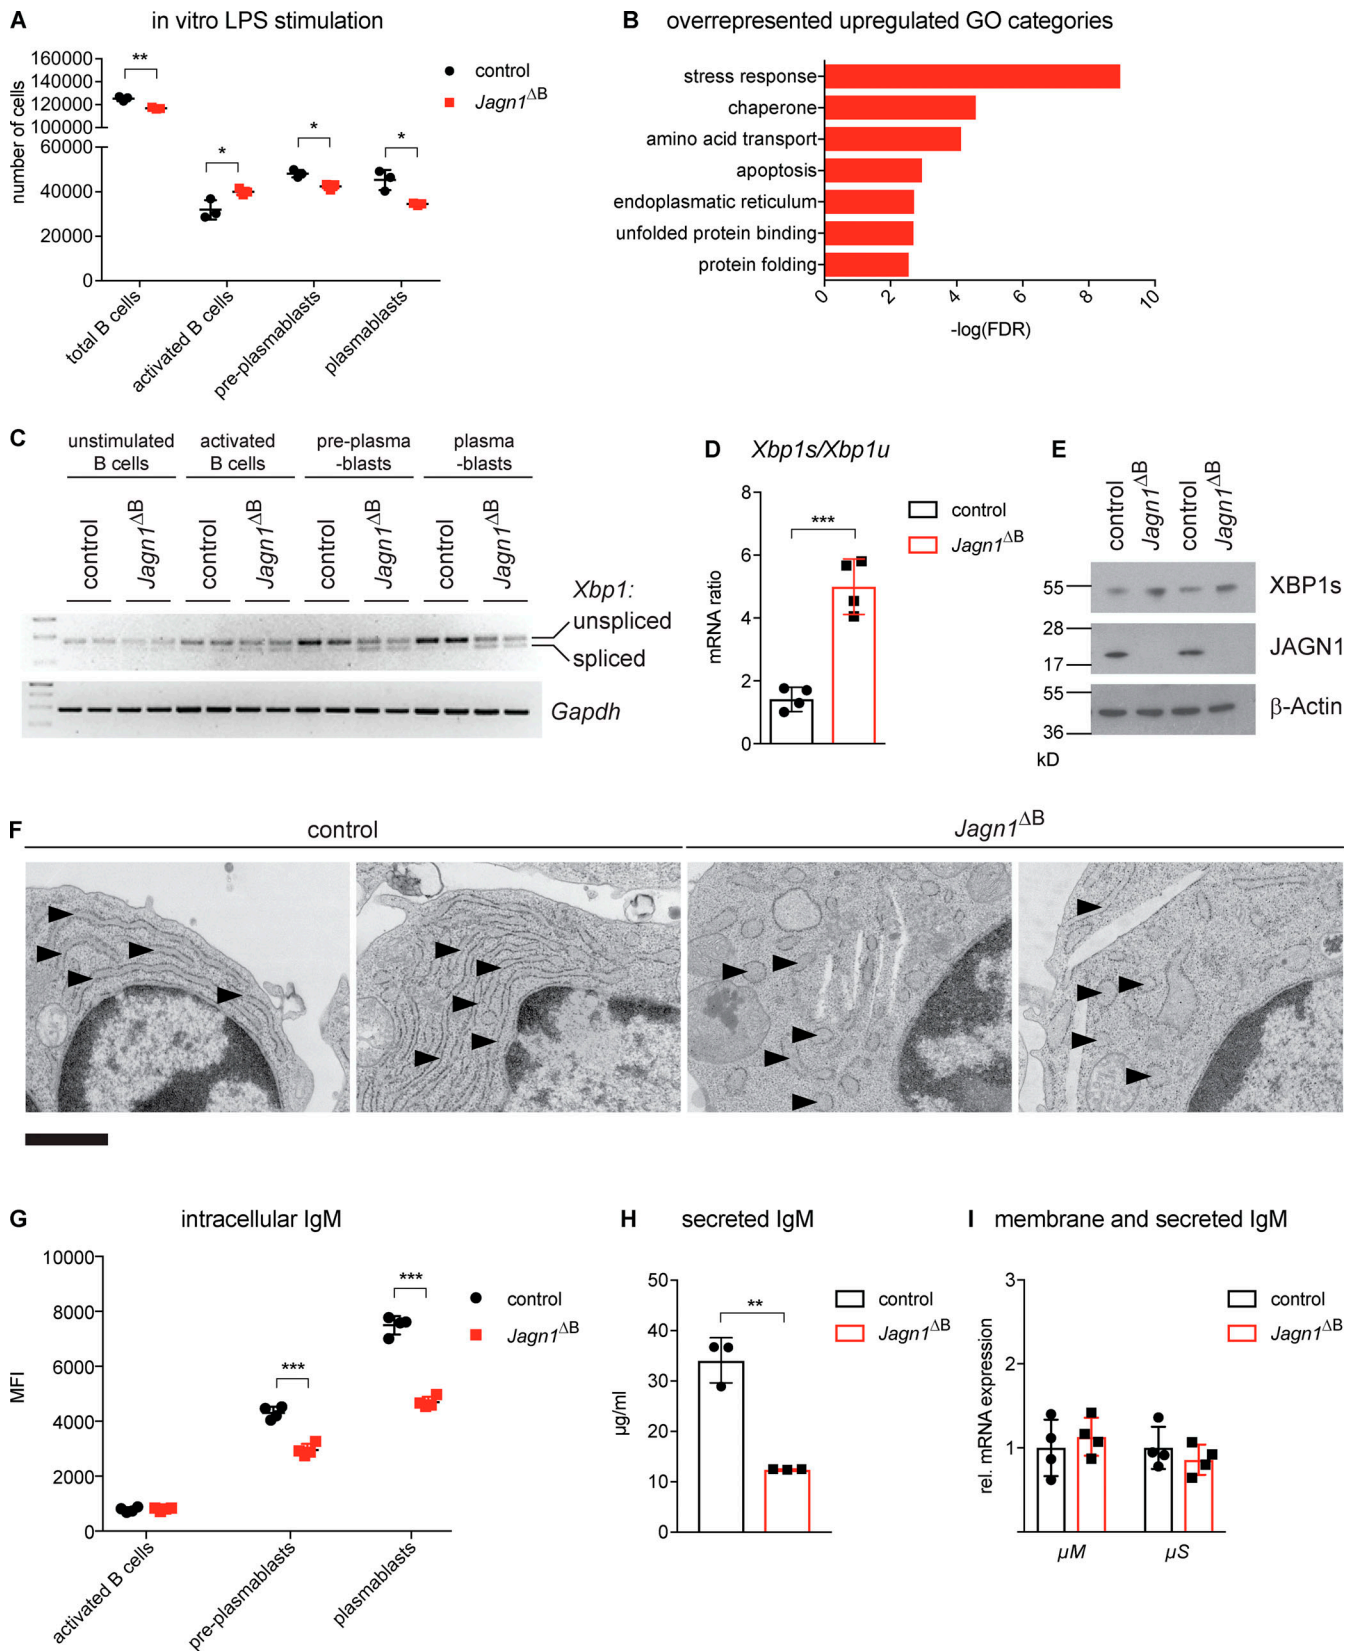 A in vitro LPS stimulation
160000
140000
120000
100000
60000
40000
20000
0
number of cells
**
*
*
*
control
Jagn1ΔB
total B cells
activated B cells
pre-plasmablasts
plasmablasts
B overrepresented upregulated GO categories
stress response
chaperone
amino acid transport
apoptosis
endoplasmatic reticulum
unfolded protein binding
protein folding
0 2 4 6 8 10
-log(FDR)
C
unstimulated activated pre-plasma plasma
B cells B cells -blasts -blasts
control Jagn1ΔB control Jagn1ΔB control Jagn1ΔB control Jagn1ΔB
Xbp1:
unspliced
spliced
Gapdh
D Xbp1s/Xbp1u
8
6
4
2
0
mRNA ratio
***
control
Jagn1ΔB
E
control Jagn1ΔB control Jagn1ΔB
55 XBP1s
28
17
JAGN1
55
36
β-Actin
kD
F control Jagn1ΔB
G intracellular IgM
10000
8000
6000
4000
2000
0
MFI
***
***
control
Jagn1ΔB
activated B cells
pre-plasmablasts
plasmablasts
H secreted IgM
50
40
30
20
10
0
µg/ml
**
control
Jagn1ΔB
I membrane and secreted IgM
3
2
1
rel. mRNA expression
control
Jagn1ΔB
µM µS